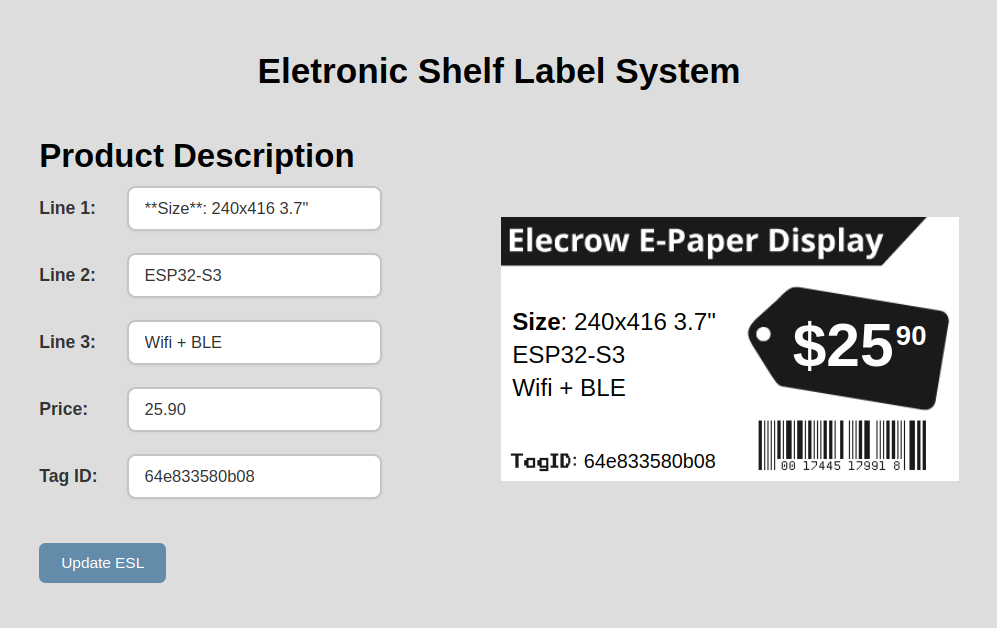 Eletronic Shelf Label System
Product Description
Line 1: **Size**: 240x416 3.7"
Line 2: ESP32-S3
Line 3: Wifi + BLE
Price: 25.90
Tag ID: 64e833580b08
Update ESL
Elecrow E-Paper Display
Size: 240x416 3.7"
ESP32-S3
Wifi + BLE
$25 90
TagID: 64e833580b08
00 17445 17991 8